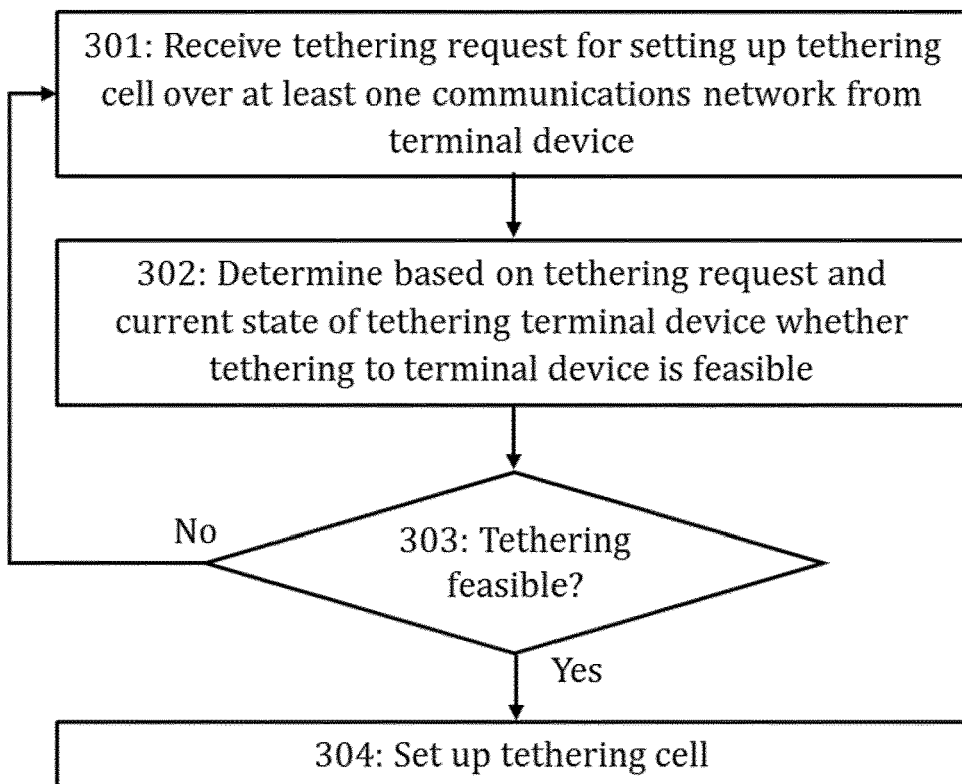 301: Receive tethering request for setting up tethering
cell over at least one communications network from
terminal device
302: Determine based on tethering request and
current state of tethering terminal device whether
tethering to terminal device is feasible
No
303: Tethering
feasible?
Yes
304: Set up tethering cell